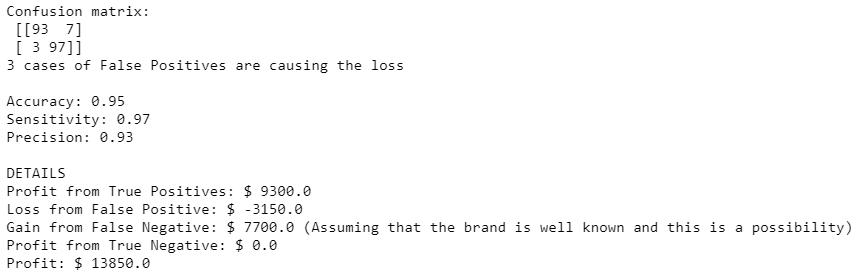 Confusion matrix:
[[93 7]
[ 3 97]]
3 cases of False Positives are causing the loss
Accuracy: 0.95
Sensitivity: 0.97
Precision: 0.93
DETAILS
Profit from True Positives: $ 9300.0
Loss from False Positive: $ -3150.0
Gain from False Negative: $ 7700.0 (Assuming that the brand is well known and this is a possibility)
Profit from True Negative: $ 0.0
Profit: $ 13850.0